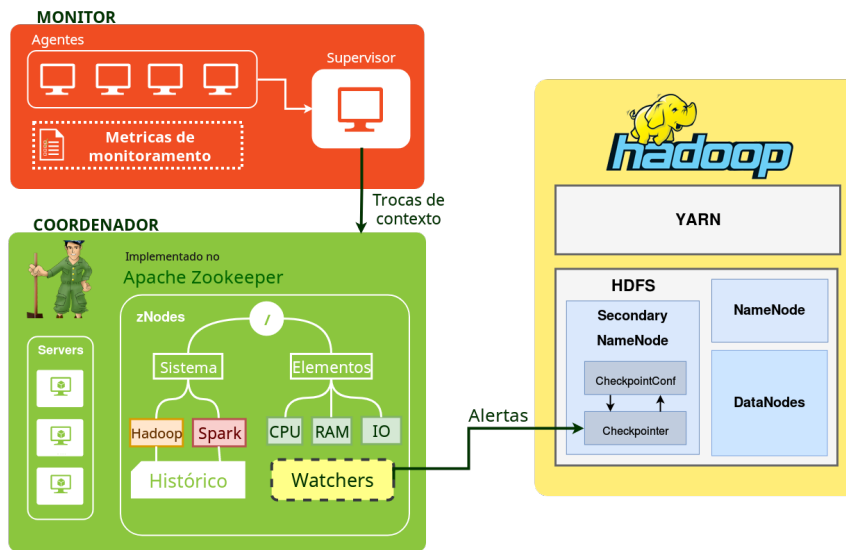 MONITOR
Agentes
Supervisor
Metricas de
monitoramento
Trocas de
contexto
COORDENADOR
Implementado no
Apache Zookeeper
Servers
zNodes
/
Sistema
Elementos
Hadoop
Spark
CPU
RAM
IO
Histórico
Watchers
Alertas
hadoop
YARN
HDFS
Secondary
NameNode
CheckpointConf
Checkpointer
NameNode
DataNodes